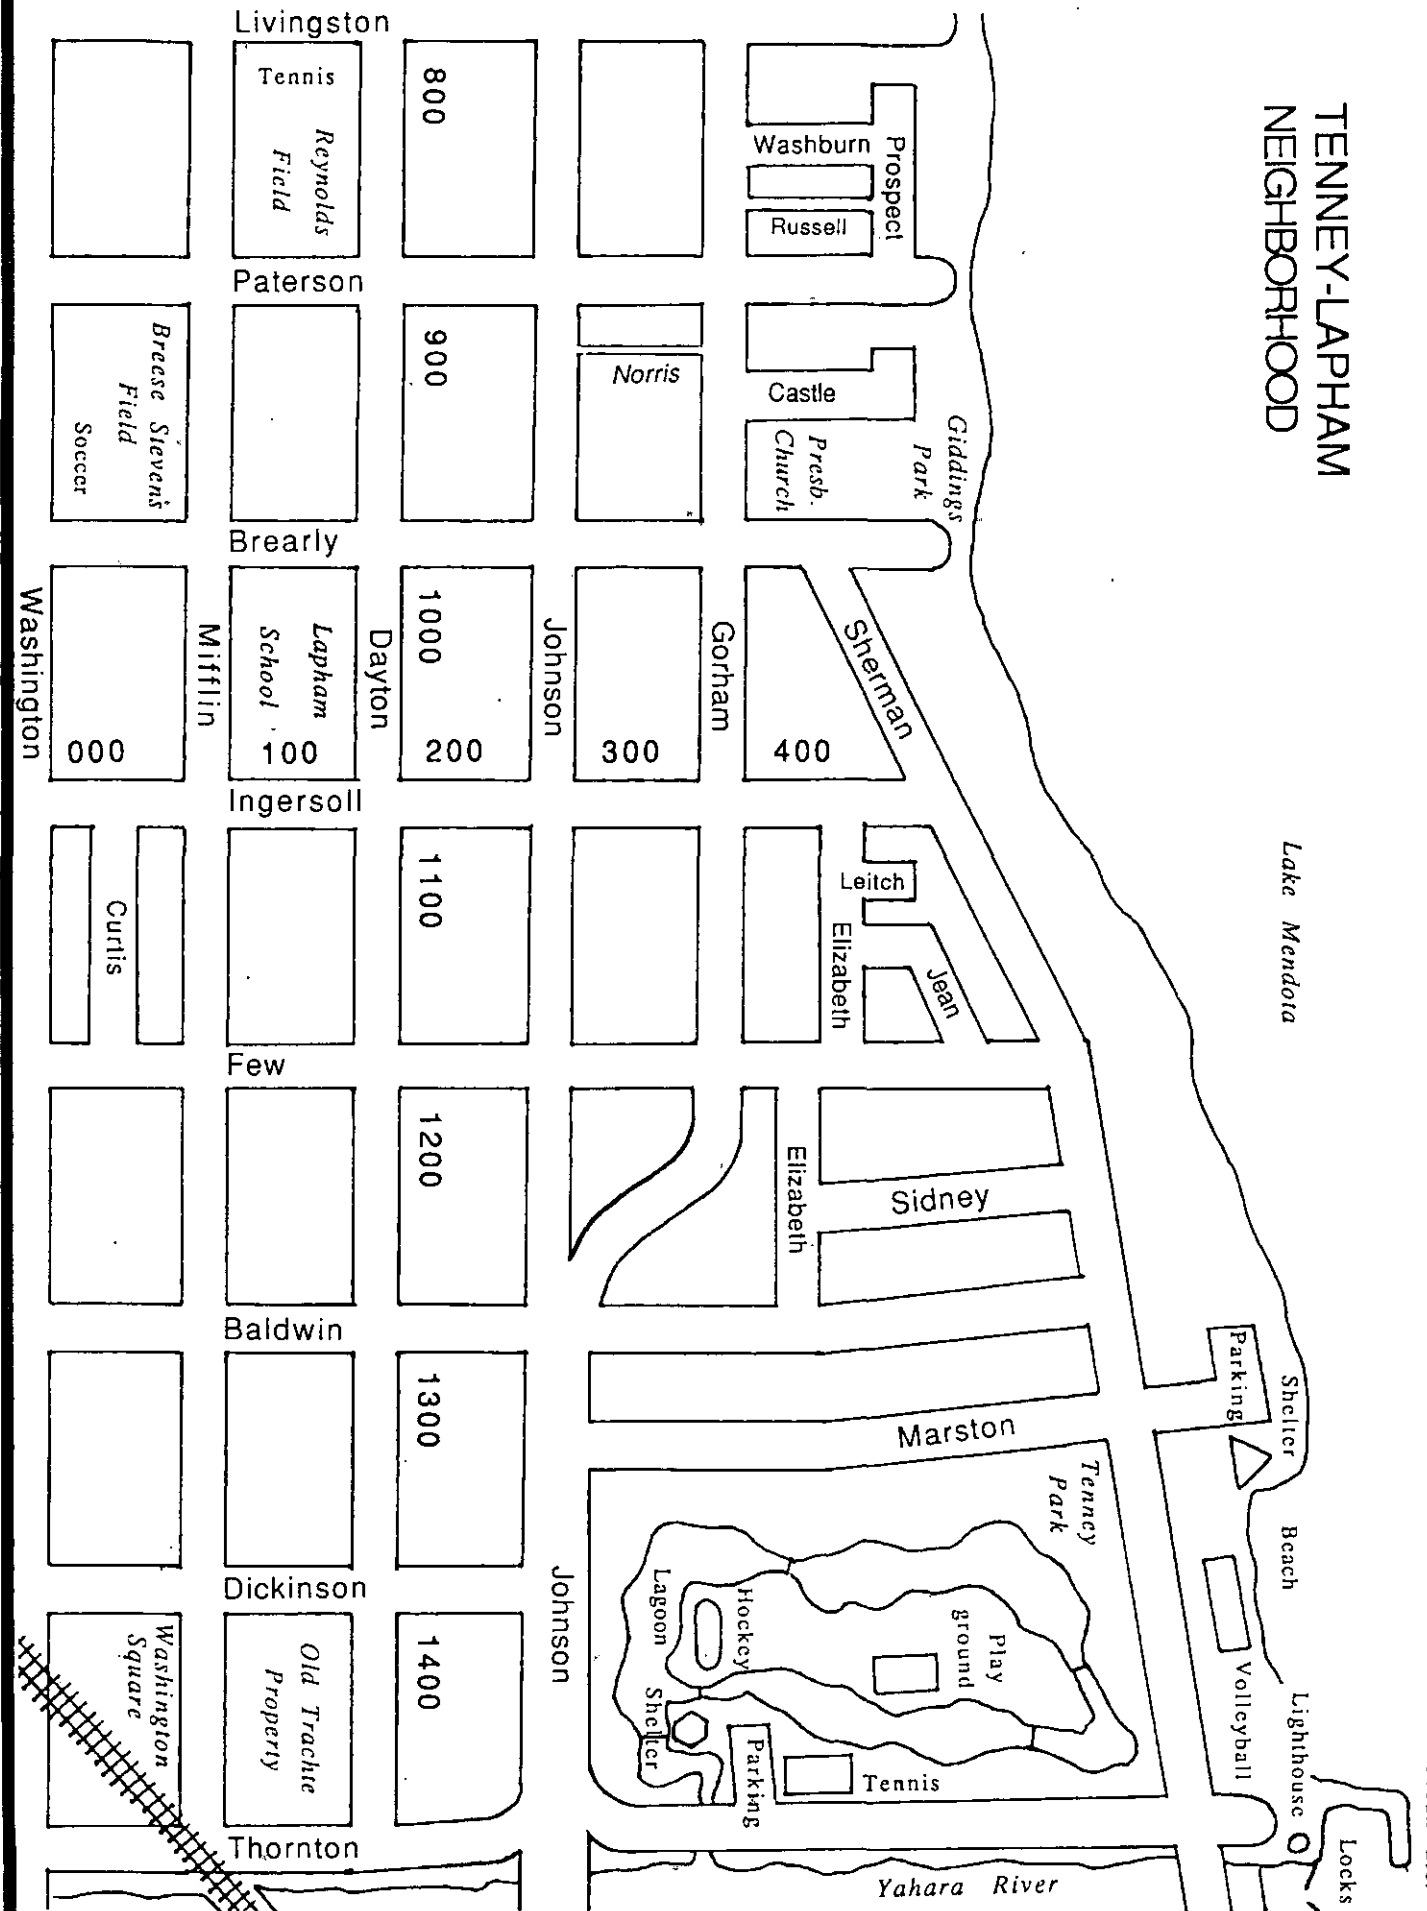 TENNEY-LAPHAM
NEIGHBORHOOD
Livingston
Tennis
Reynolds
Field
800
Washburn
Prospect
Russell
Paterson
Breese Steven's
Field
Soccer
900
Norris
Castle
Presb.
Church
Giddings
Park
Brearly
Washington
Mifflin
Lapham
School
Dayton
1000
Johnson
Gorham
Sherman
000
100
200
300
400
Ingersoll
Lake Mendota
Curtis
1100
Leitch
Elizabeth
Jean
Few
1200
Elizabeth
Sidney
Baldwin
1300
Marston
Parking
Shelter
Tenney
Park
Beach
Dickinson
Johnson
Lagoon
Hockey
Play
ground
Volleyball
Lighthouse
Washington
Square
Old Trachte
Property
1400
Shelter
Parking
Tennis
Locks
Thornton
Yahara River